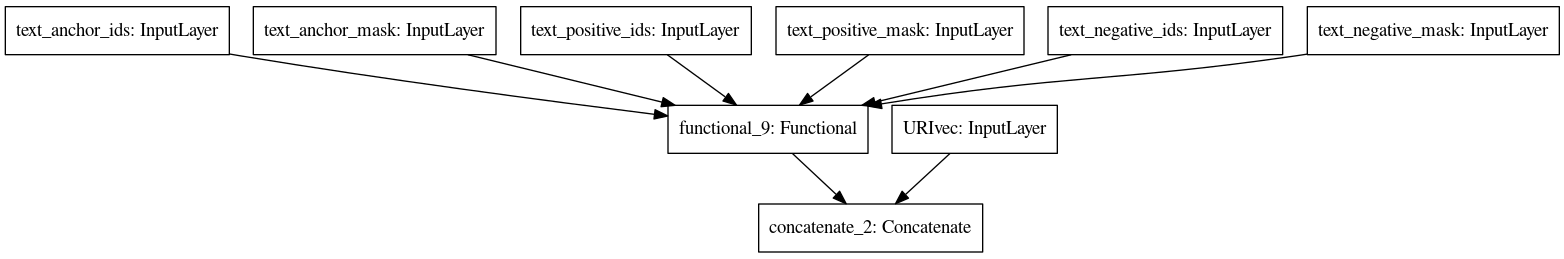 text_anchor_ids: InputLayer
text_anchor_mask: InputLayer
text_positive_ids: InputLayer
text_positive_mask: InputLayer
text_negative_ids: InputLayer
text_negative_mask: InputLayer
functional_9: Functional
URIvec: InputLayer
concatenate_2: Concatenate